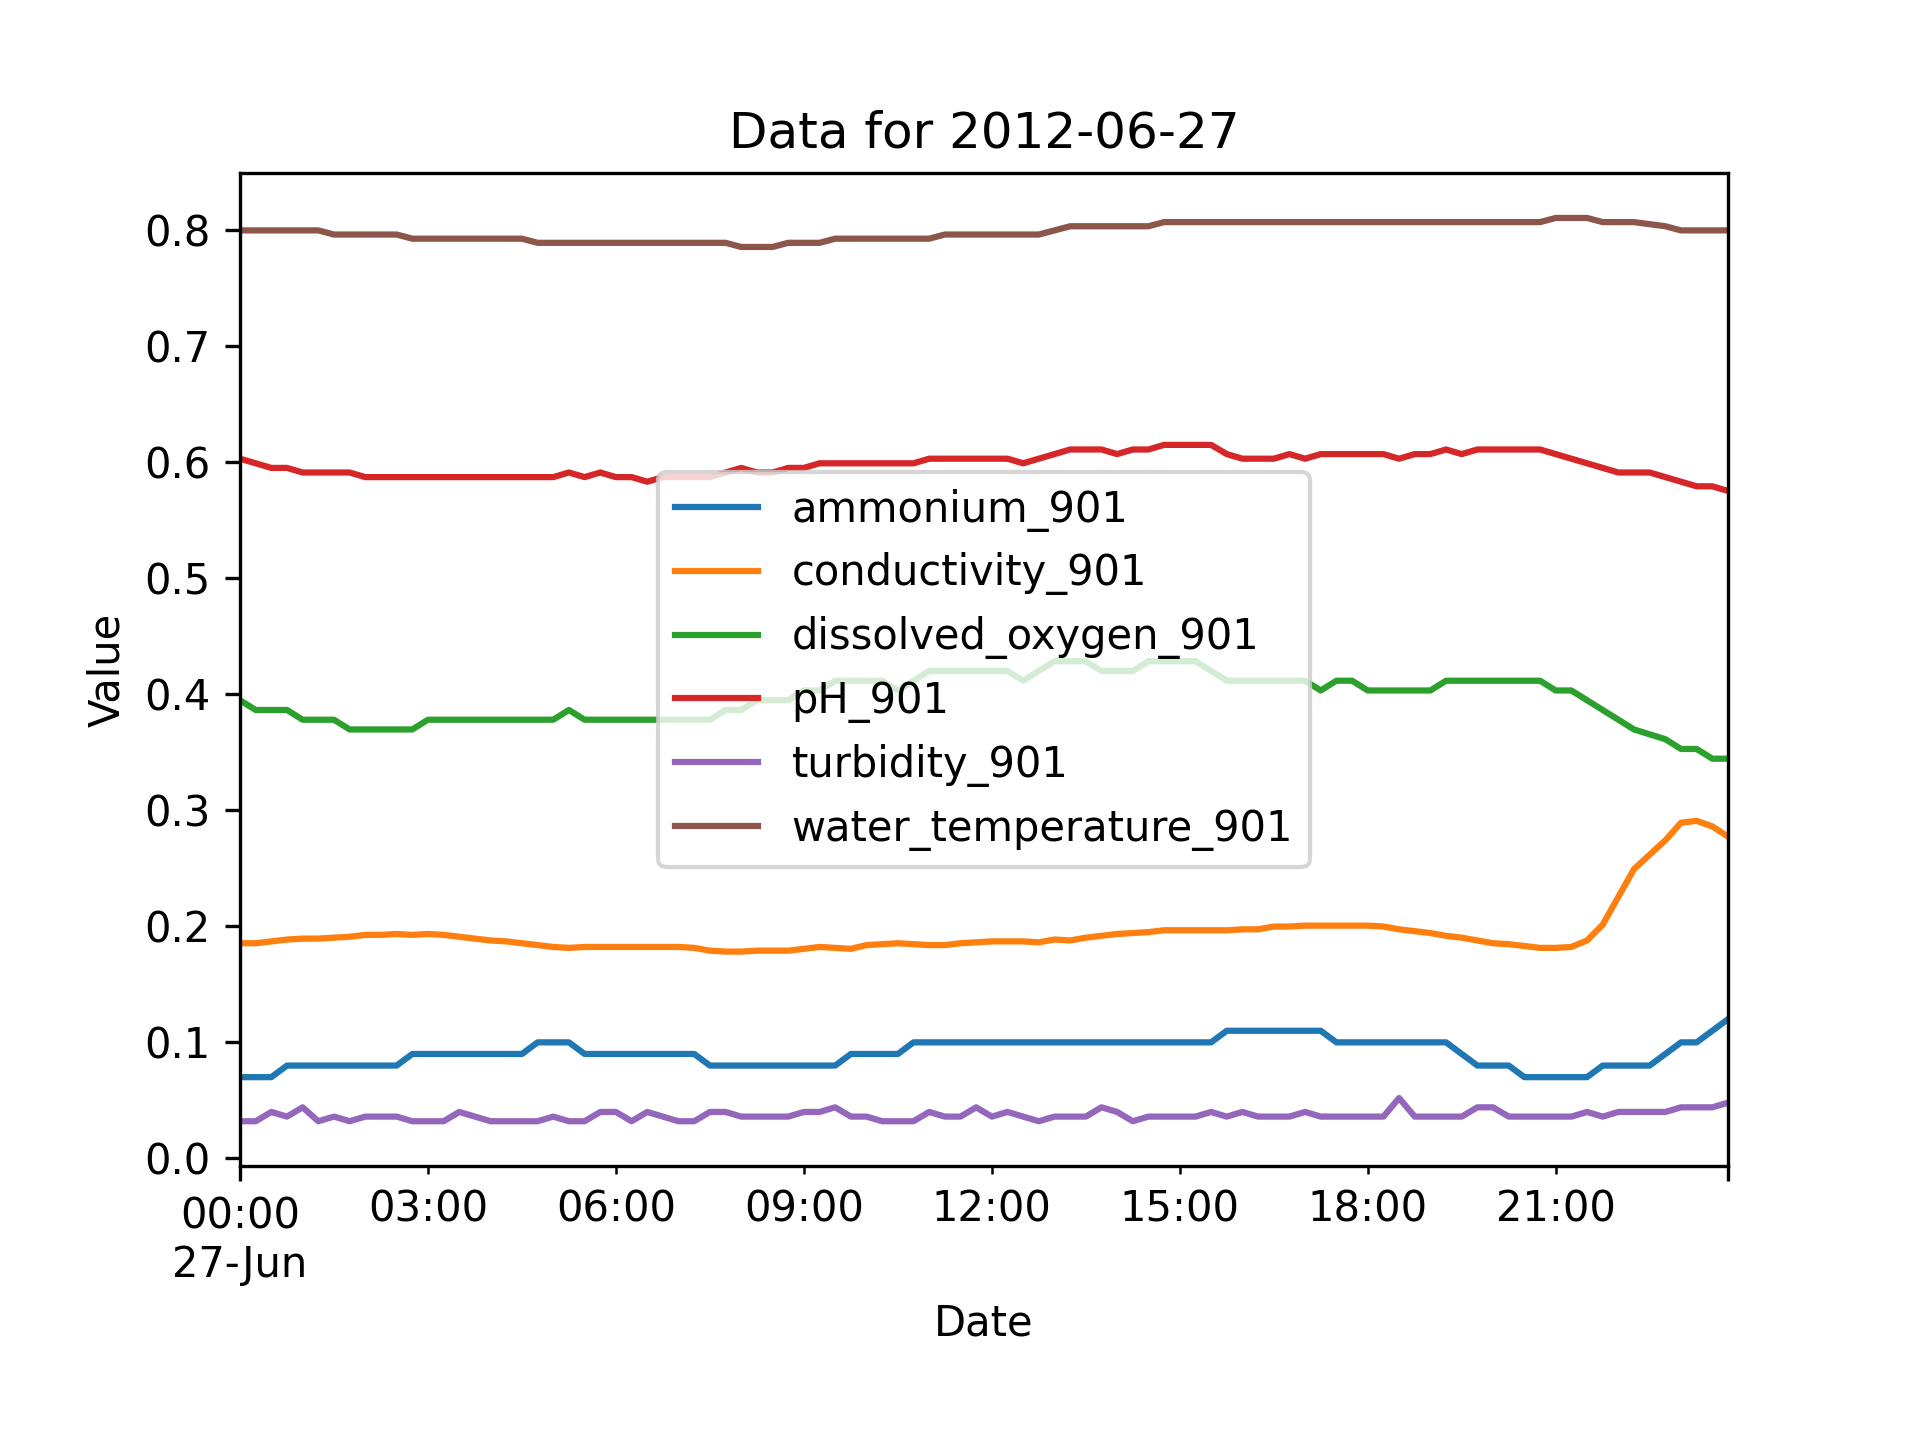 Data for 2012-06-27
0.8
0.7
0.6
0.5
0.4
0.3
0.2
0.1
0.0
Value
ammonium_901
conductivity_901
dissolved_oxygen_901
pH_901
turbidity_901
water_temperature_901
00:00 03:00 06:00 09:00 12:00 15:00 18:00 21:00
27-Jun
Date